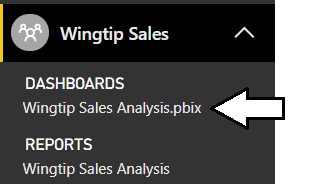 Wingtip Sales
DASHBOARDS
Wingtip Sales Analysis.pbix
REPORTS
Wingtip Sales Analysis